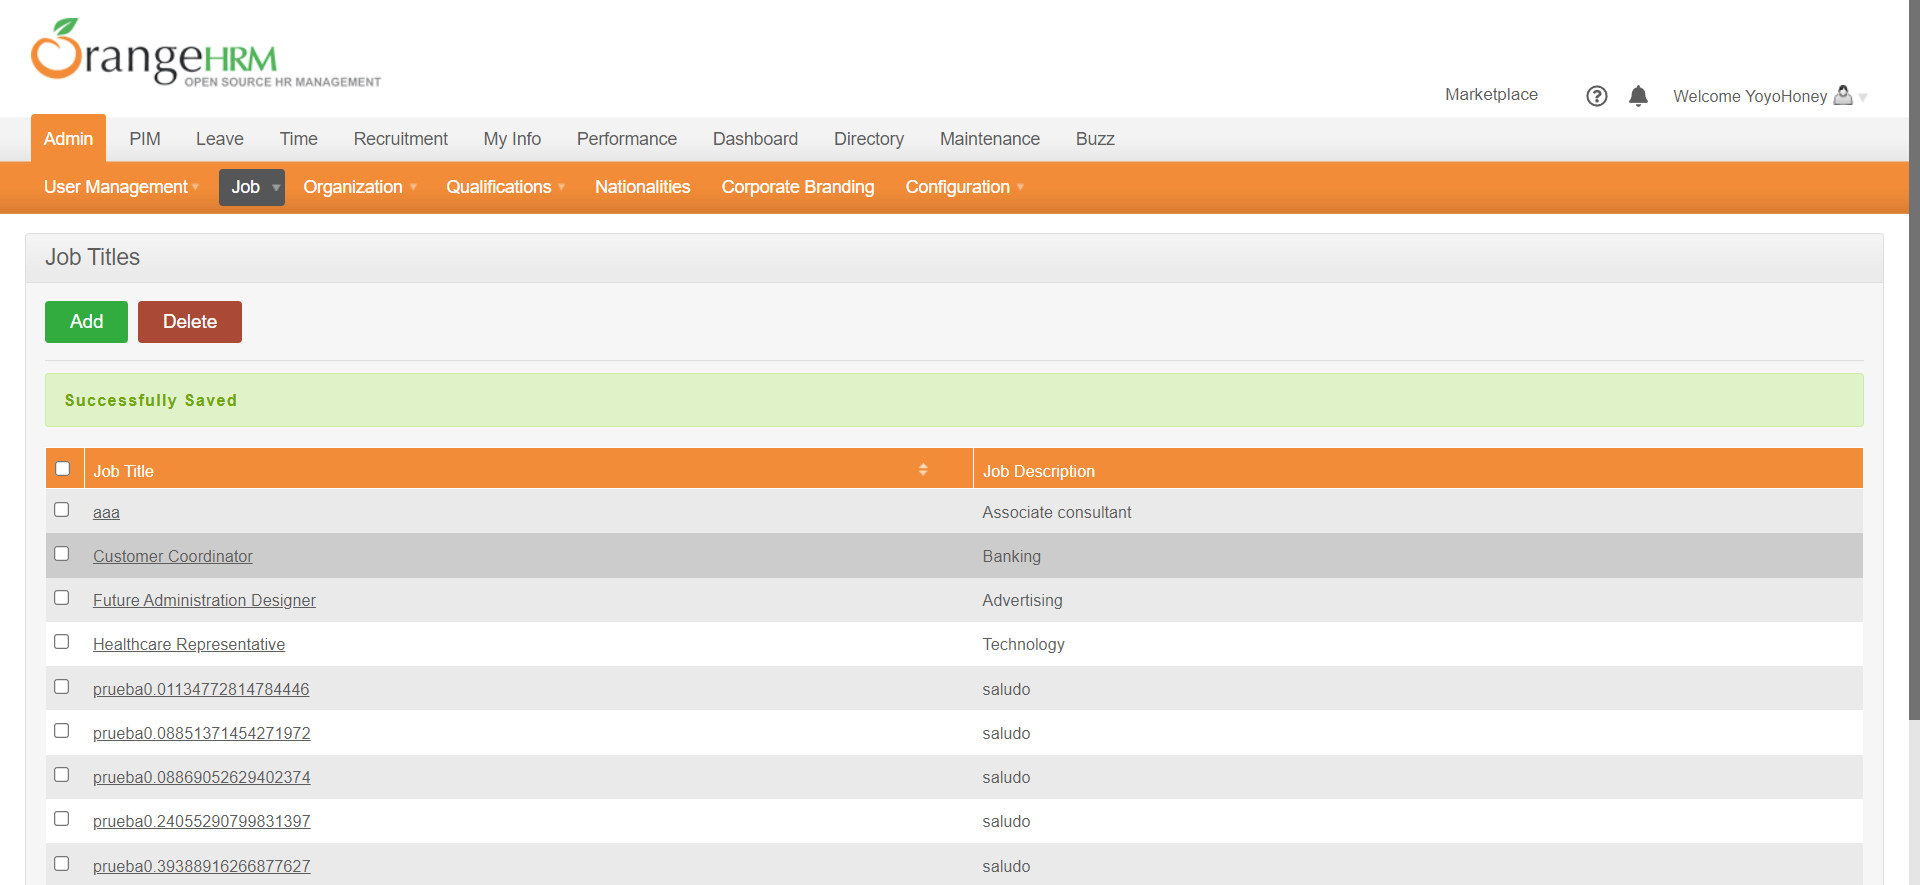 OrangeHRM
OPEN SOURCE HR MANAGEMENT
Marketplace
Welcome YoyoHoney
Admin PIM Leave Time Recruitment My Info Performance Dashboard Directory Maintenance Buzz
User Management Job Organization Qualifications Nationalities Corporate Branding Configuration
Job Titles
Add Delete
Successfully Saved
Job Title Job Description
aaa Associate consultant
Customer Coordinator Banking
Future Administration Designer Advertising
Healthcare Representative Technology
prueba0.01134772814784446 saludo
prueba0.08851371454271972 saludo
prueba0.08869052629402374 saludo
prueba0.24055290799831397 saludo
prueba0.39388916266877627 saludo